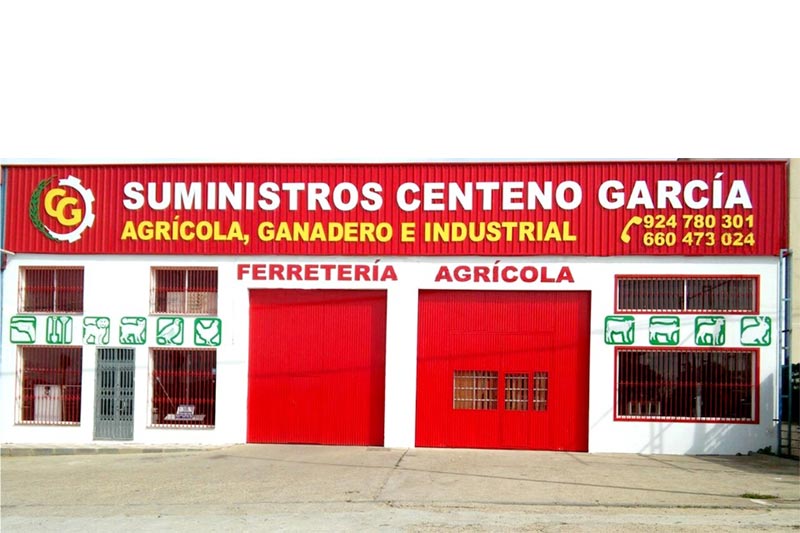 CG
SUMINISTROS CENTENO GARCÍA
AGRÍCOLA, GANADERO E INDUSTRIAL
924 780 301
660 473 024
FERRETERÍA AGRÍCOLA